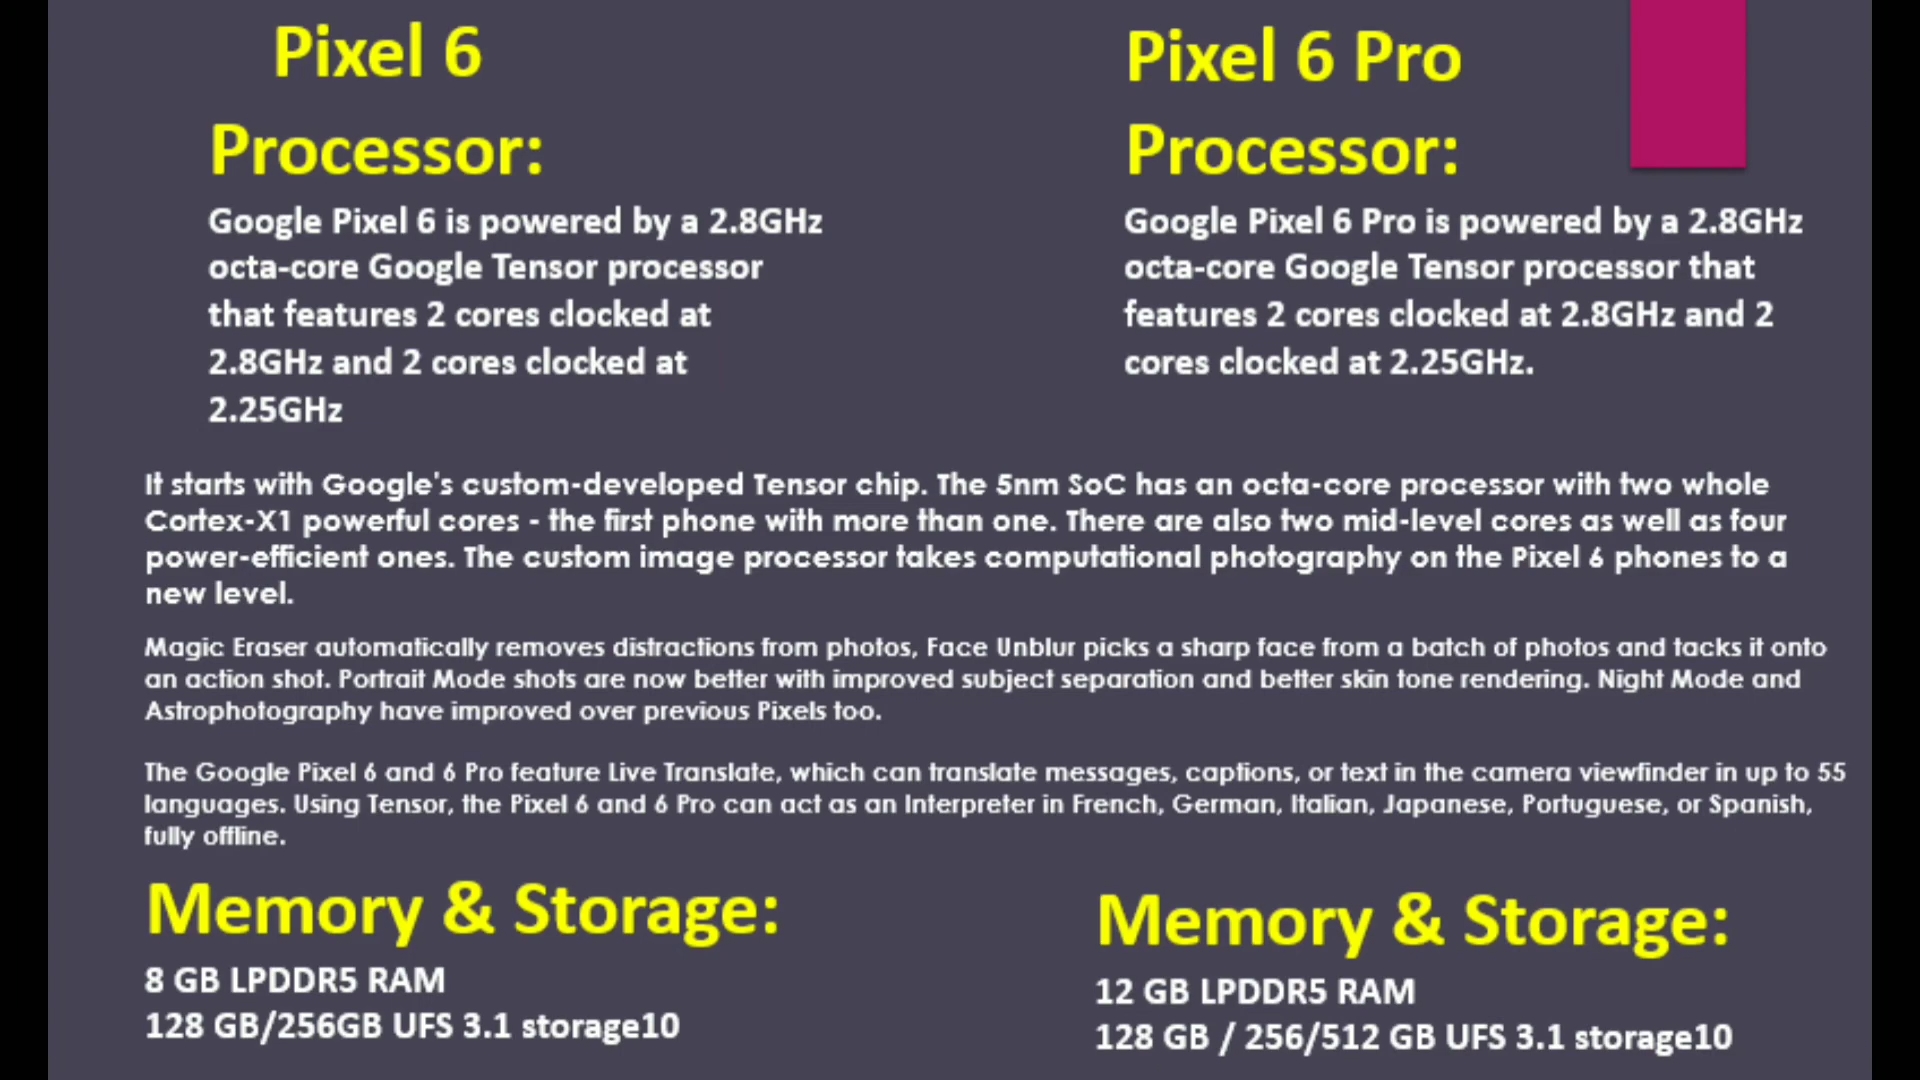 Pixel 6
Processor:
Google Pixel 6 is powered by a 2.8GHz
octa-core Google Tensor processor
that features 2 cores clocked at
2.8GHz and 2 cores clocked at
2.25GHz
Pixel 6 Pro
Processor:
Google Pixel 6 Pro is powered by a 2.8GHz
octa-core Google Tensor processor that
features 2 cores clocked at 2.8GHz and 2
cores clocked at 2.25GHz.
It starts with Google's custom-developed Tensor chip. The 5nm SoC has an octa-core processor with two whole
Cortex-X1 powerful cores - the first phone with more than one. There are also two mid-level cores as well as four
power-efficient ones. The custom image processor takes computational photography on the Pixel 6 phones to a
new level.
Magic Eraser automatically removes distractions from photos, Face Unblur picks a sharp face from a batch of photos and tacks it onto
an action shot. Portrait Mode shots are now better with improved subject separation and better skin tone rendering. Night Mode and
Astrophotography have improved over previous Pixels too.
The Google Pixel 6 and 6 Pro feature Live Translate, which can translate messages, captions, or text in the camera viewfinder in up to 55
languages. Using Tensor, the Pixel 6 and 6 Pro can act as an Interpreter in French, German, Italian, Japanese, Portuguese, or Spanish,
fully offline.
Memory & Storage:
8 GB LPDDR5 RAM
128 GB/256GB UFS 3.1 storage10
Memory & Storage:
12 GB LPDDR5 RAM
128 GB / 256/512 GB UFS 3.1 storage10